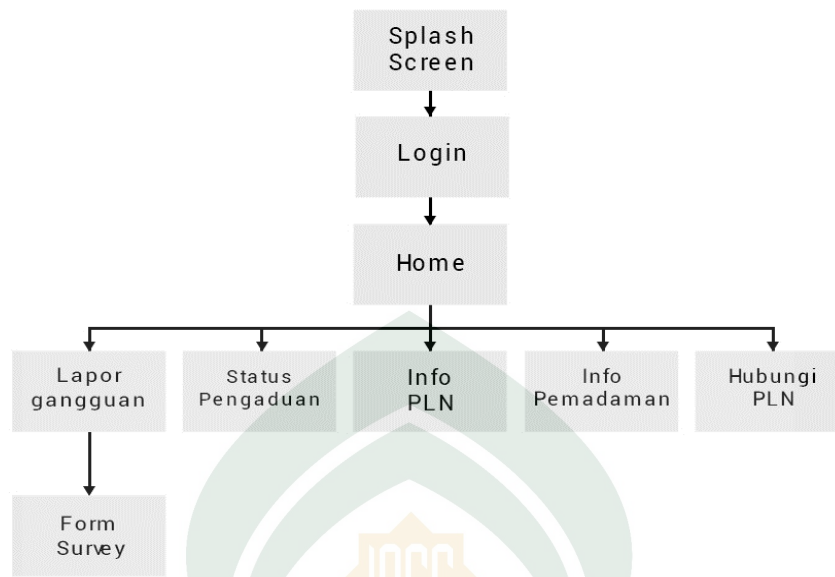 Splash
Screen
Login
Home
Lapor
gangguan
Status
Pengaduan
Info
PLN
Info
Pemadaman
Hubungi
PLN
Form
Survey